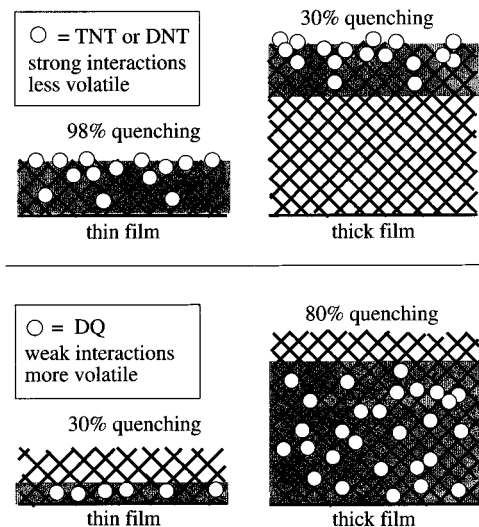 = TNT or DNT
strong interactions
less volatile
98% quenching
thin film
30% quenching
thick film
= DQ
weak interactions
more volatile
30% quenching
thin film
80% quenching
thick film